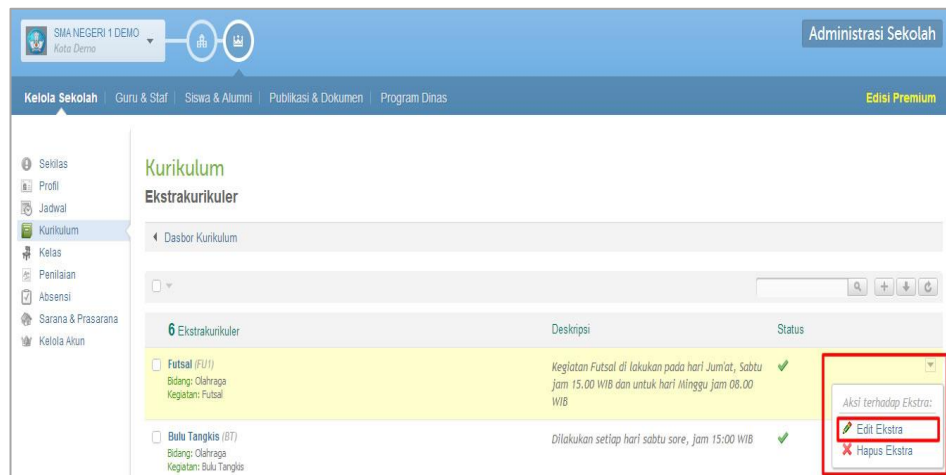 SMA NEGERI 1 DEMO
Kota Demo
Administrasi Sekolah
Kelola Sekolah
Guru & Staf
Siswa & Alumni
Publikasi & Dokumen
Program Dinas
Edisi Premium
Sekilas
Profil
Jadwal
Kurikulum
Kelas
Penilaian
Absensi
Sarana & Prasarana
Kelola Akun
Kurikulum
Ekstrakurikuler
Dasbor Kurikulum
6 Ekstrakurikuler
Deskripsi
Status
Futsal (FU1)
Bidang: Olahraga
Kegiatan: Futsal
Kegiatan Futsal di lakukan pada hari Jum'at, Sabtu
jam 15.00 WIB dan untuk hari Minggu jam 08.00
WIB
Aksi terhadap Ekstra:
Edit Ekstra
Hapus Ekstra
Bulu Tangkis (BT)
Bidang: Olahraga
Kegiatan: Bulu Tangkis
Dilakukan setiap hari sabtu sore, jam 15:00 WIB